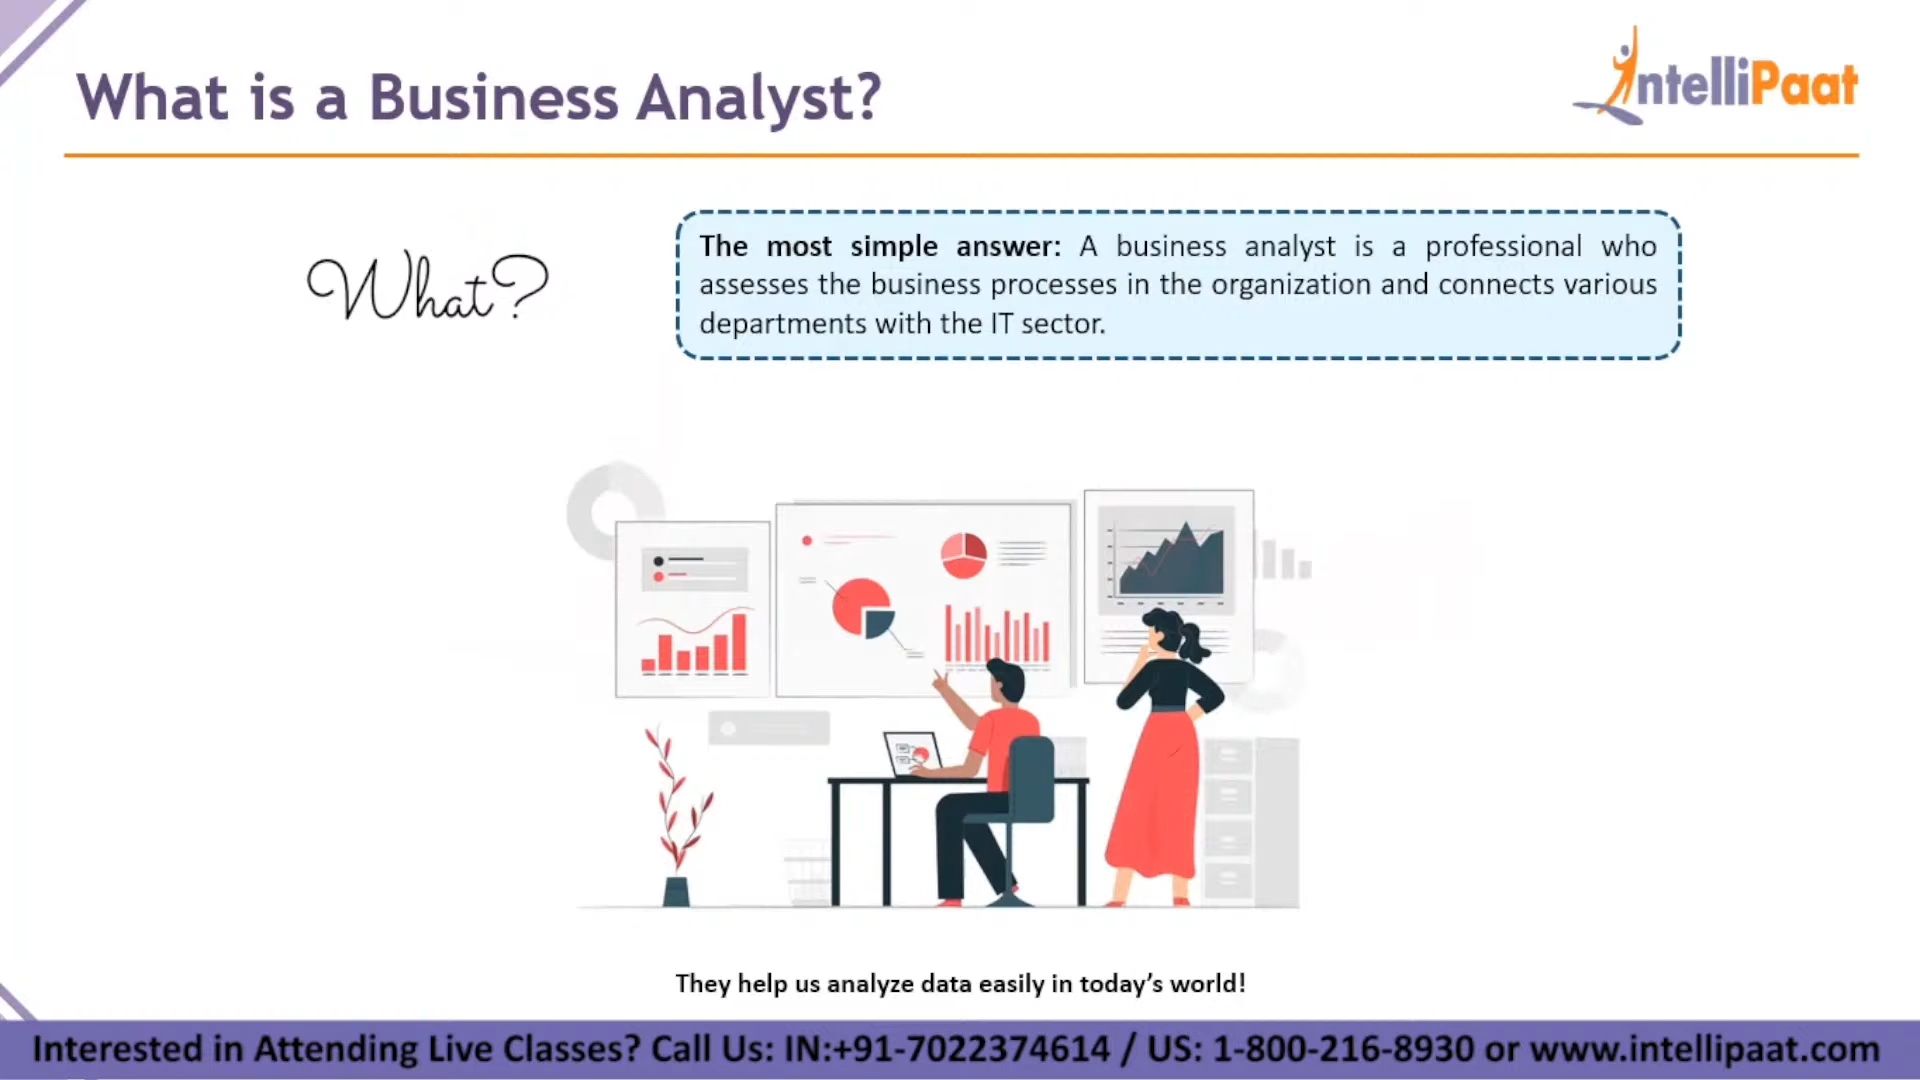 What is a Business Analyst?
IntelliPaat
What?
The most simple answer: A business analyst is a professional who
assesses the business processes in the organization and connects various
departments with the IT sector.
They help us analyze data easily in today’s world!
Interested in Attending Live Classes? Call Us: IN:+91-7022374614 / US: 1-800-216-8930 or www.intellipaat.com